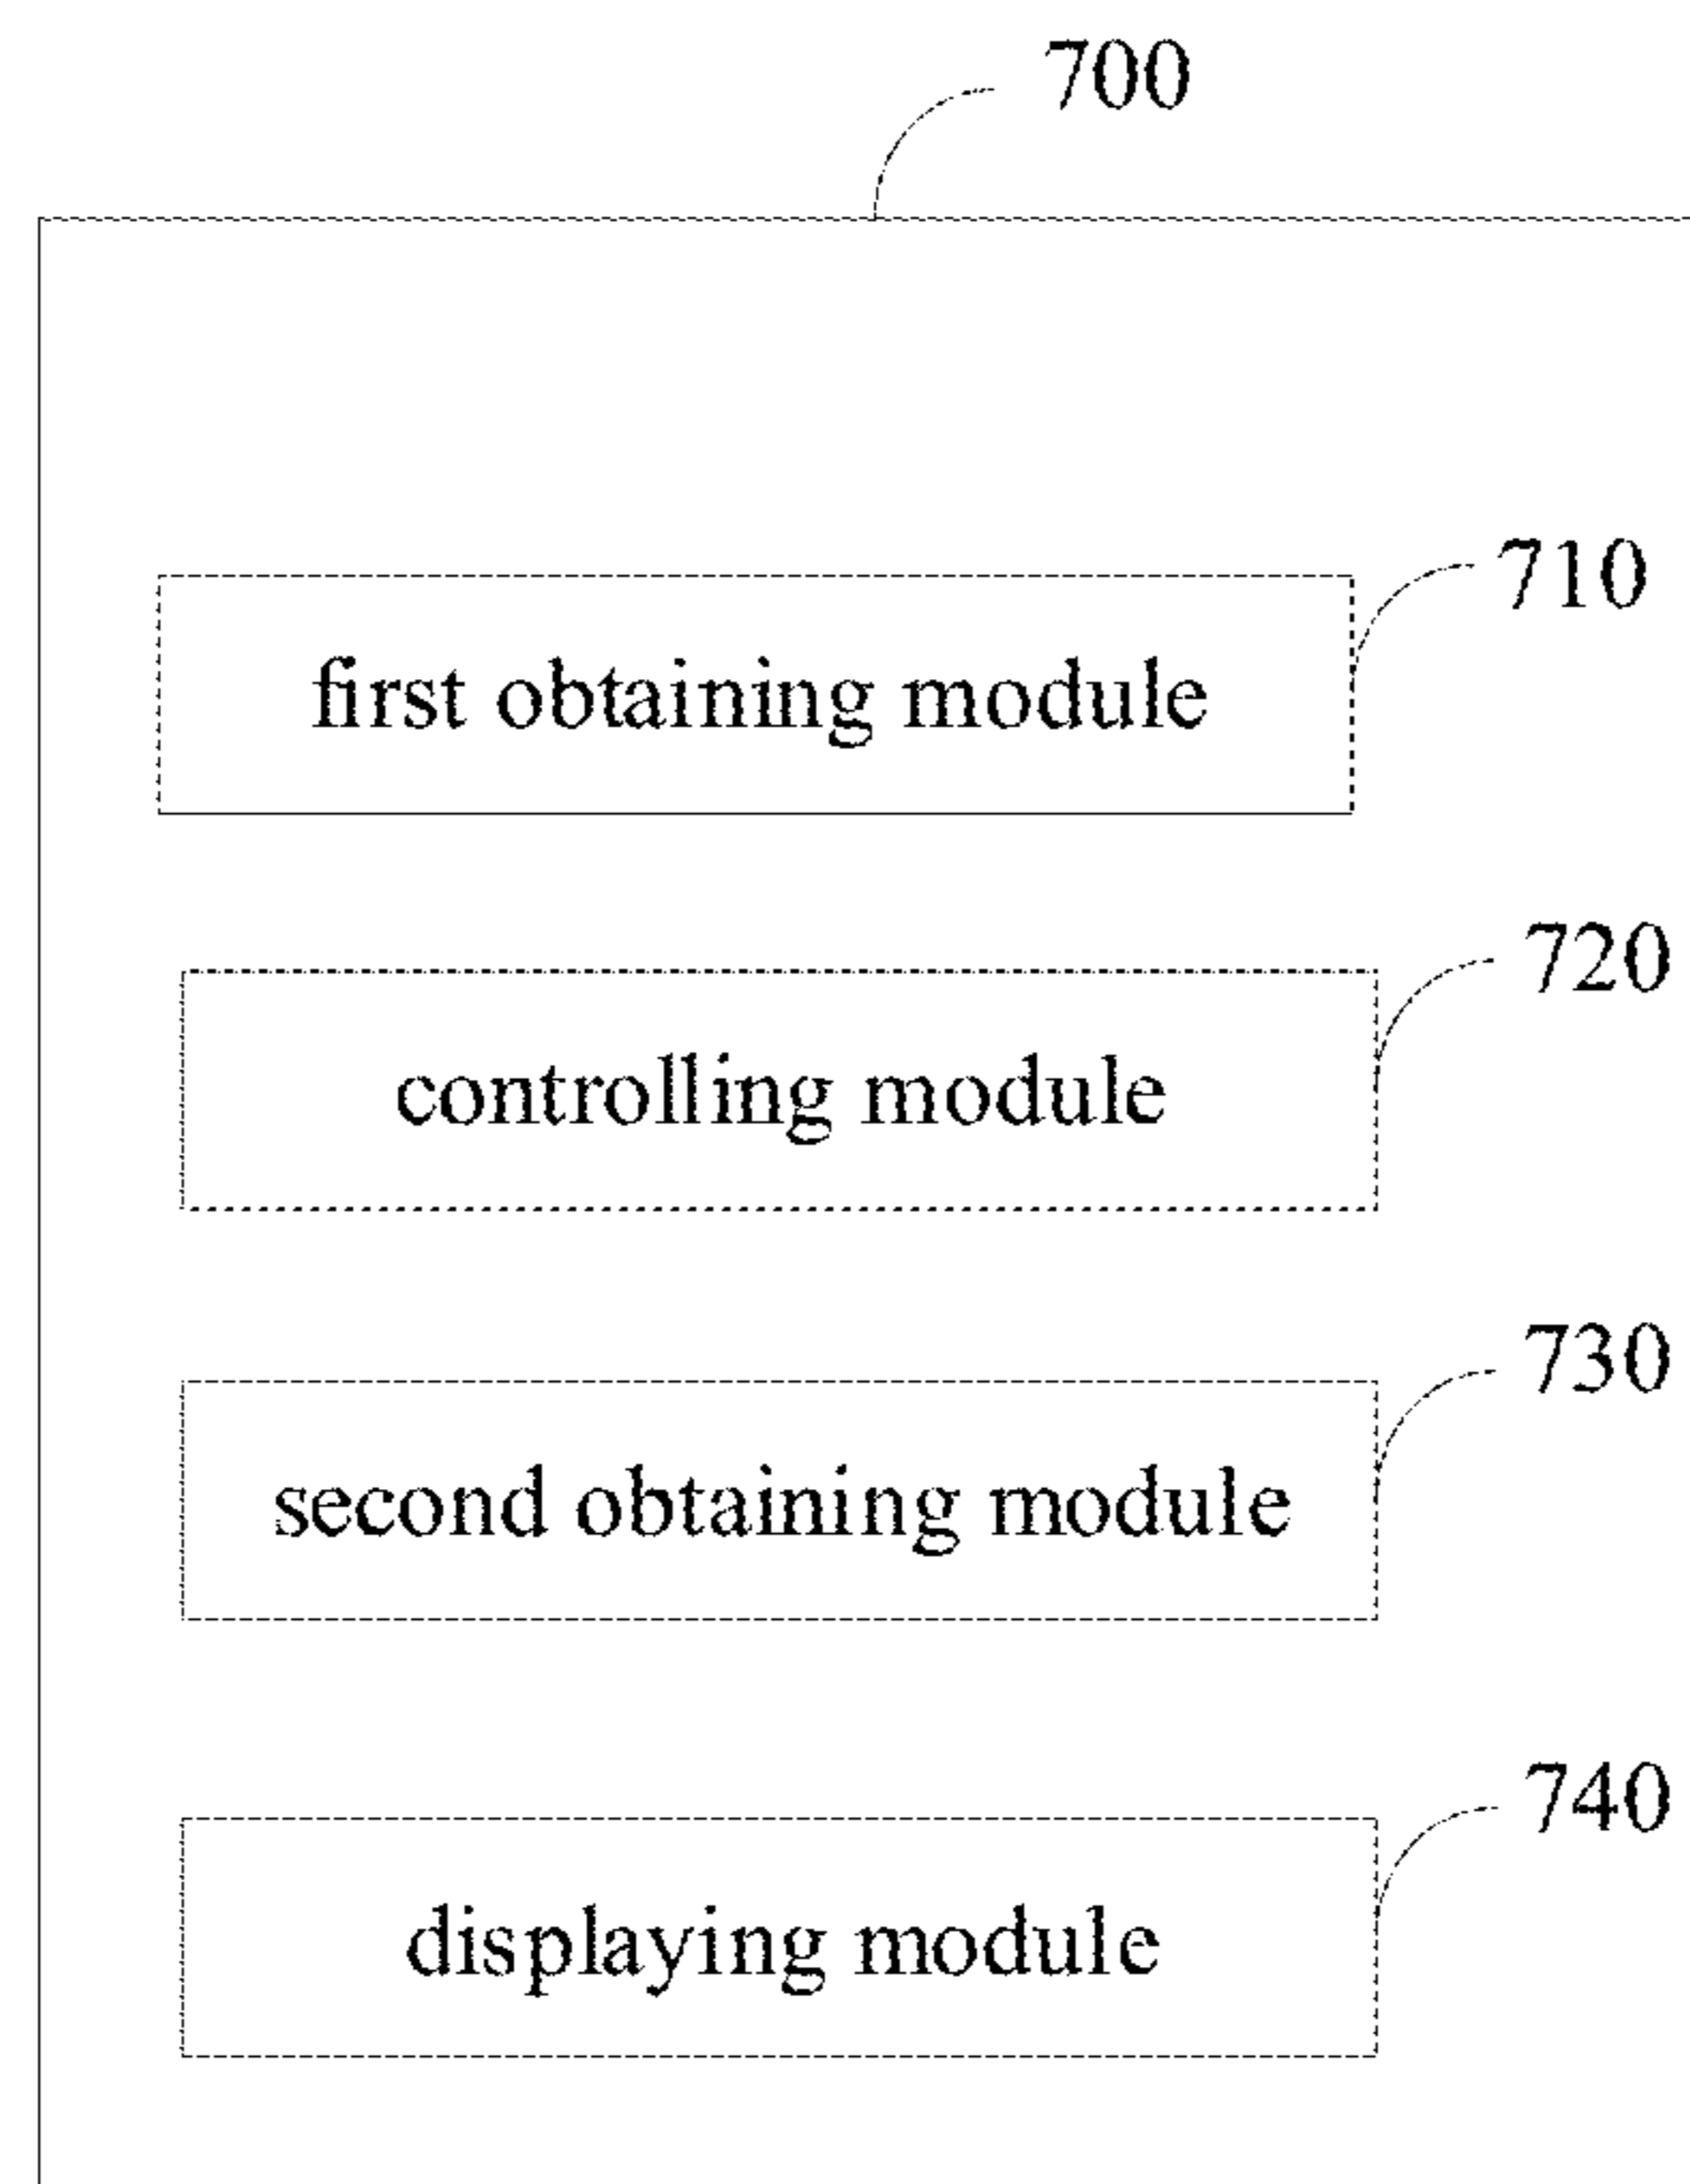 700
710
first obtaining module
720
controlling module
730
second obtaining module
740
displaying module